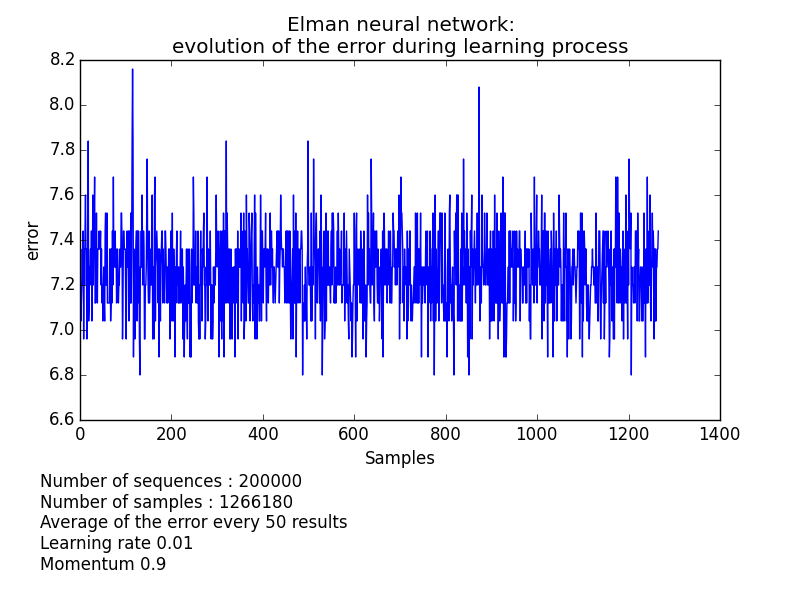 Elman neural network:
evolution of the error during learning process
8.2
8.0
7.8
7.6
7.4
7.2
7.0
6.8
6.6
error
0 200 400 600 800 1000 1200 1400
Samples
Number of sequences : 200000
Number of samples : 1266180
Average of the error every 50 results
Learning rate 0.01
Momentum 0.9